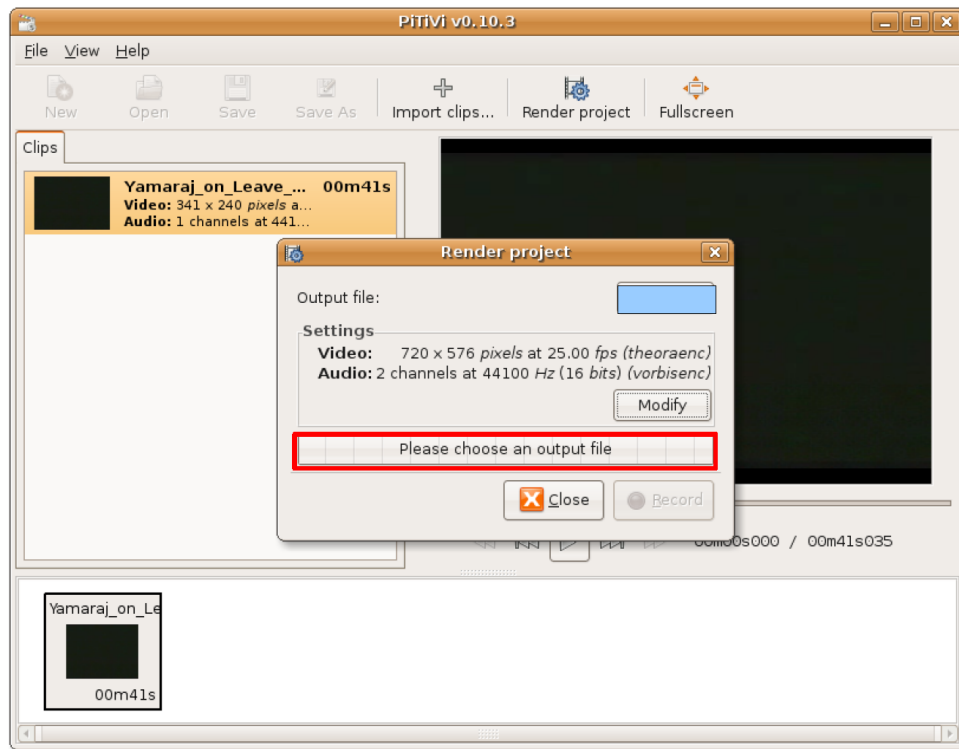 PiTiVi v0.10.3
File View Help
New Open Save Save As Import clips... Render project Fullscreen
Clips
Yamaraj_on_Leave_... 00m41s
Video: 341 x 240 pixels a...
Audio: 1 channels at 441...
Render project
Output file:
Settings
Video: 720 x 576 pixels at 25.00 fps (theoraenc)
Audio: 2 channels at 44100 Hz (16 bits) (vorbisenc)
Modify
Please choose an output file
Close Record
00m00s000 / 00m41s035
Yamaraj_on_Le
00m41s